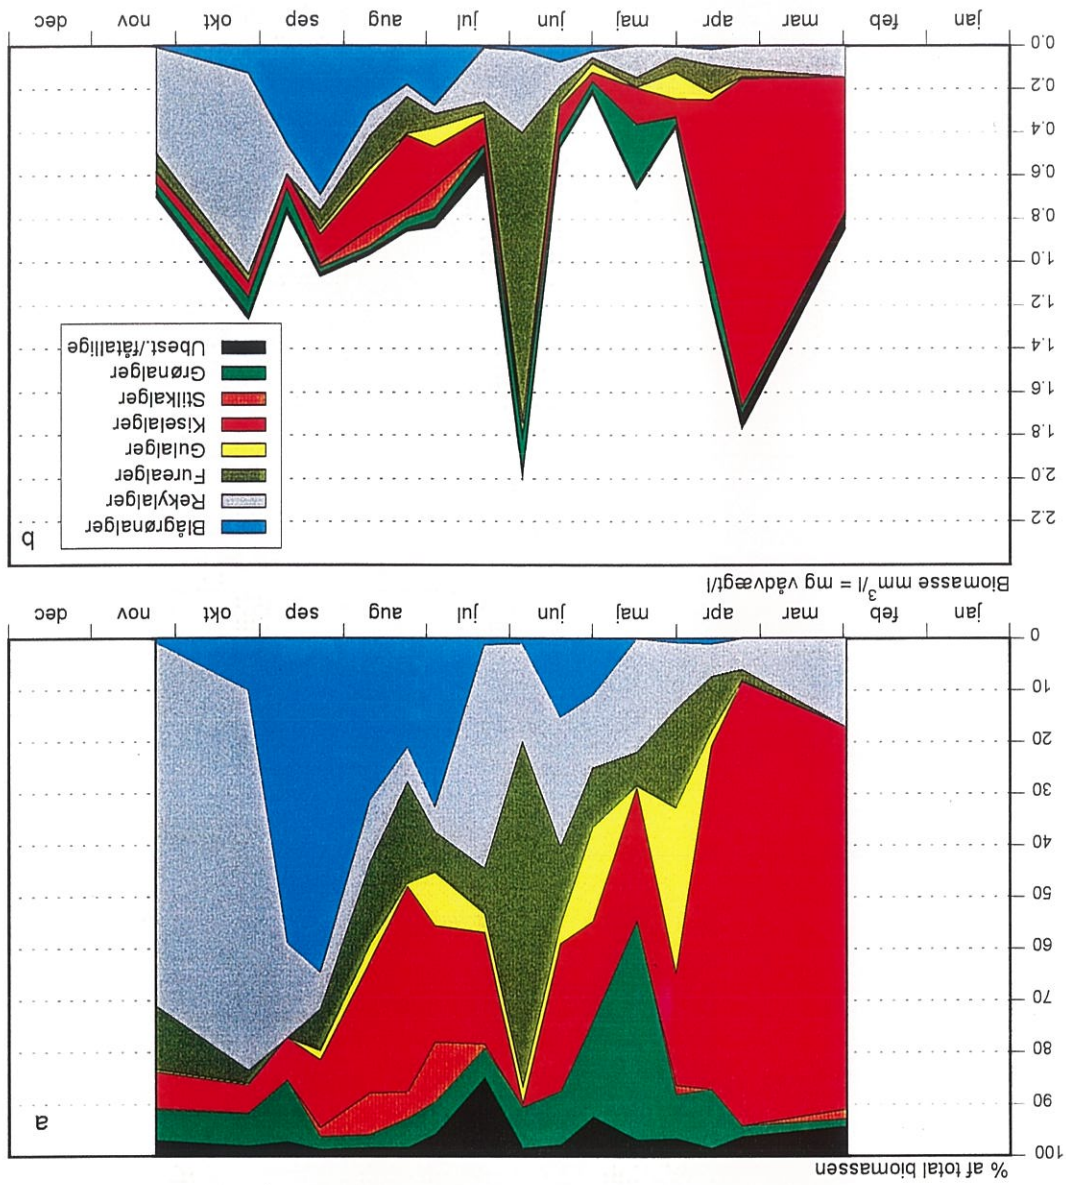 % af total biomassen
100
90
80
70
60
50
40
30
20
10
0
a
jan feb mar apr maj jun jul aug sep okt nov dec
Biomasse mm³/l = mg vådvægt/l
2.2
2.0
1.8
1.6
1.4
1.2
1.0
0.8
0.6
0.4
0.2
0.0
b
Blågrønalger
Rekylalger
Furealger
Gulalger
Kiselalger
Stilkalger
Grønalger
Ubest./fåtallige
jan feb mar apr maj jun jul aug sep okt nov dec